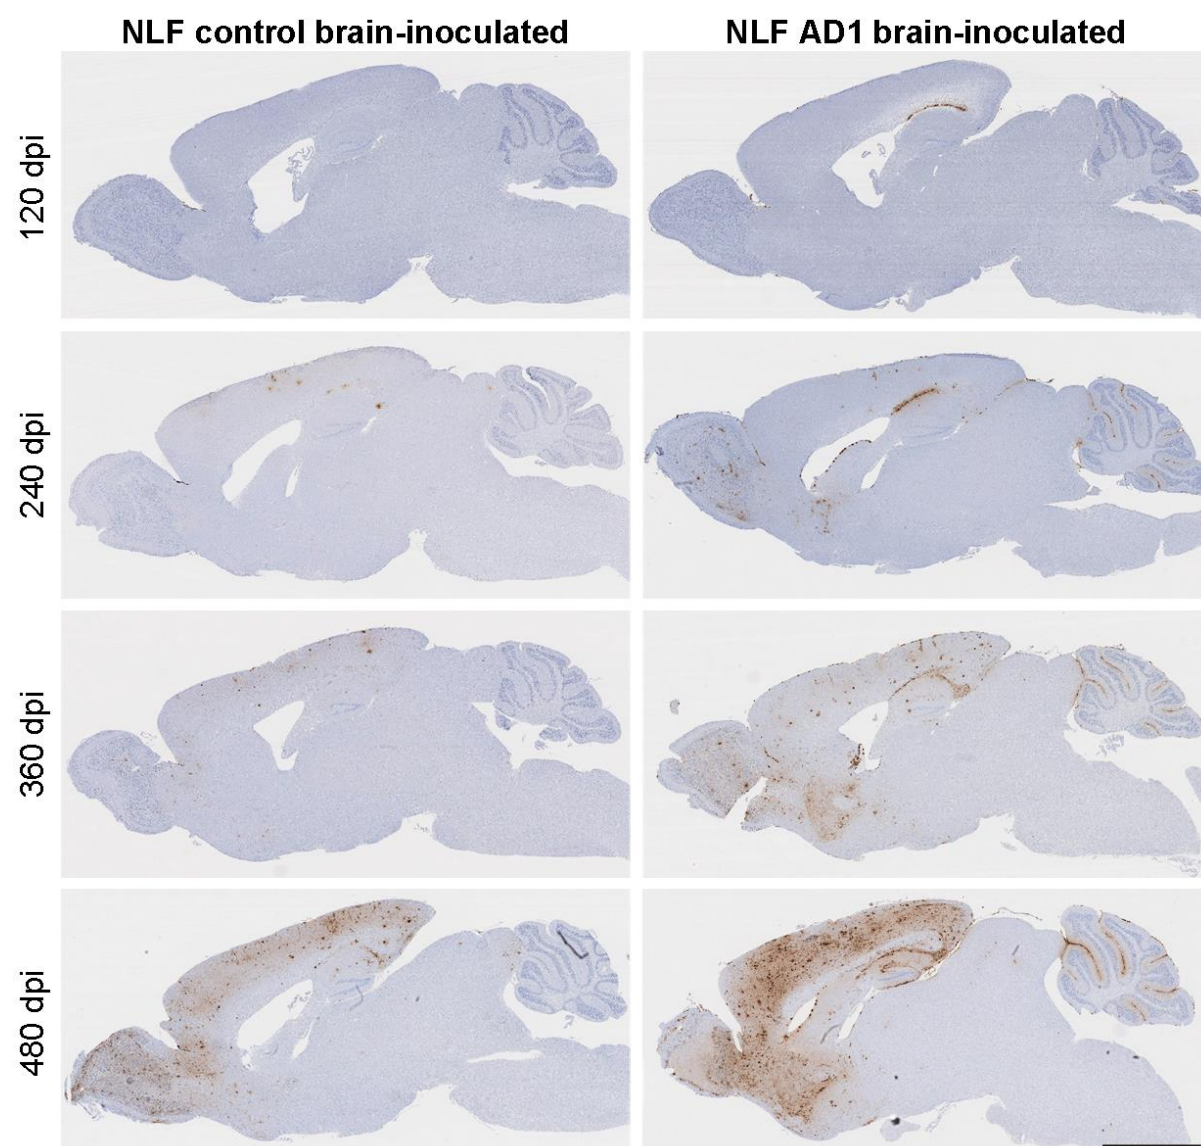 NLF control brain-inoculated
NLF AD1 brain-inoculated
120 dpi
240 dpi
360 dpi
480 dpi